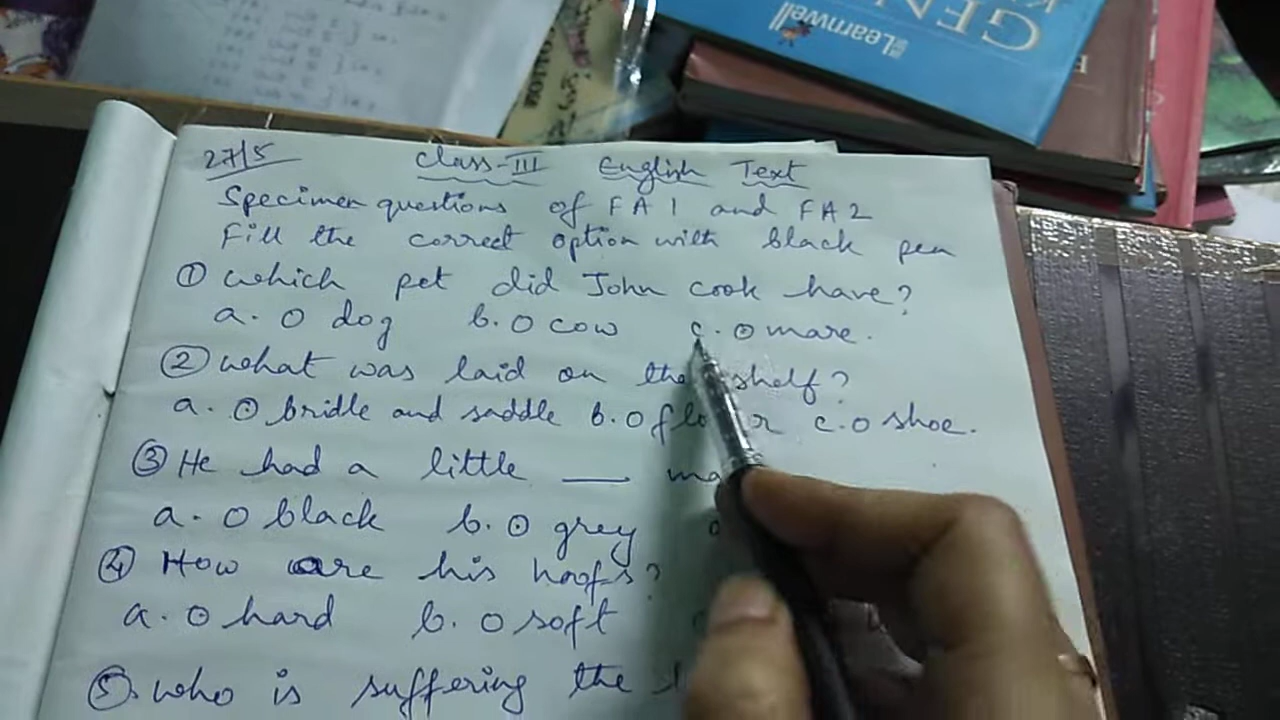 Learnwell
GEN
27/5 Class-III English Text
Specimen questions of FA1 and FA2
Fill the correct option with black pen
① which pet did John cook have?
a. O dog b. O cow c. ⊙ mare.
② what was laid on the shelf?
a. ⊙ bridle and saddle b. O c. O shoe.
③ He had a little ___
a. O black b. ⊙ grey
④ How are his hoofs?
a. ⊙ hard b. O soft
⑤. who is suffering the